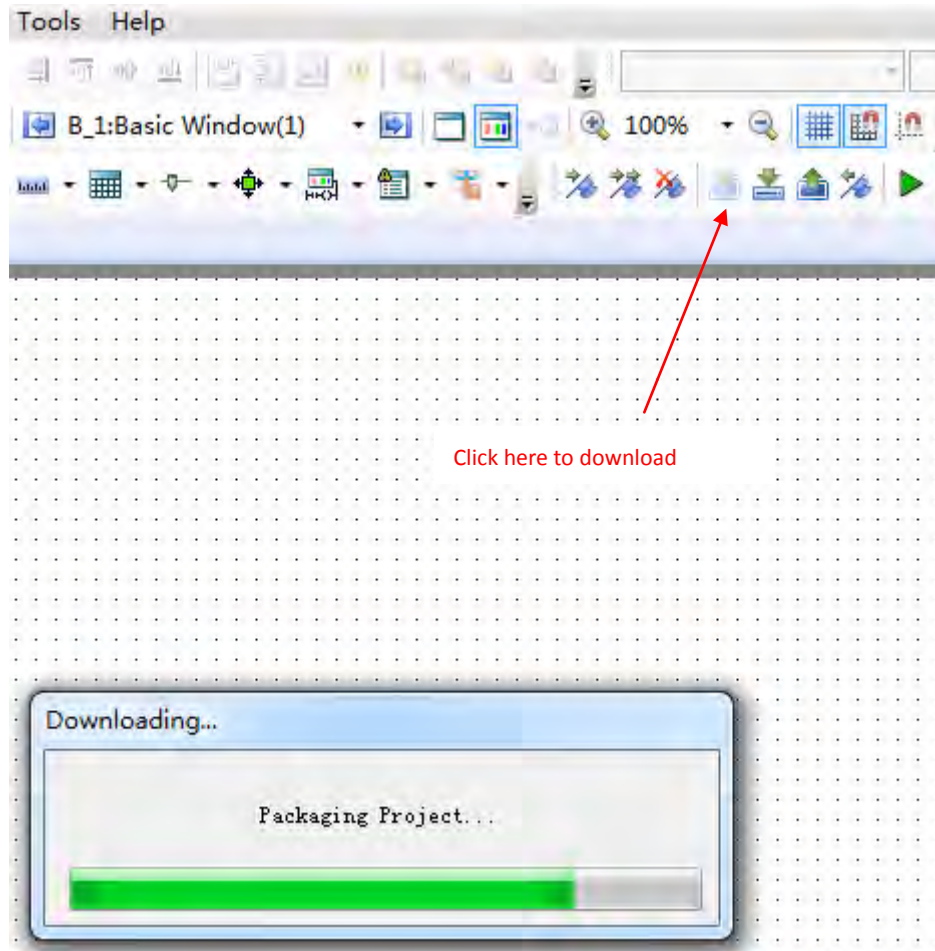 Tools Help
B_1:Basic Window(1) 100%
Click here to download
Downloading...
Packaging Project...